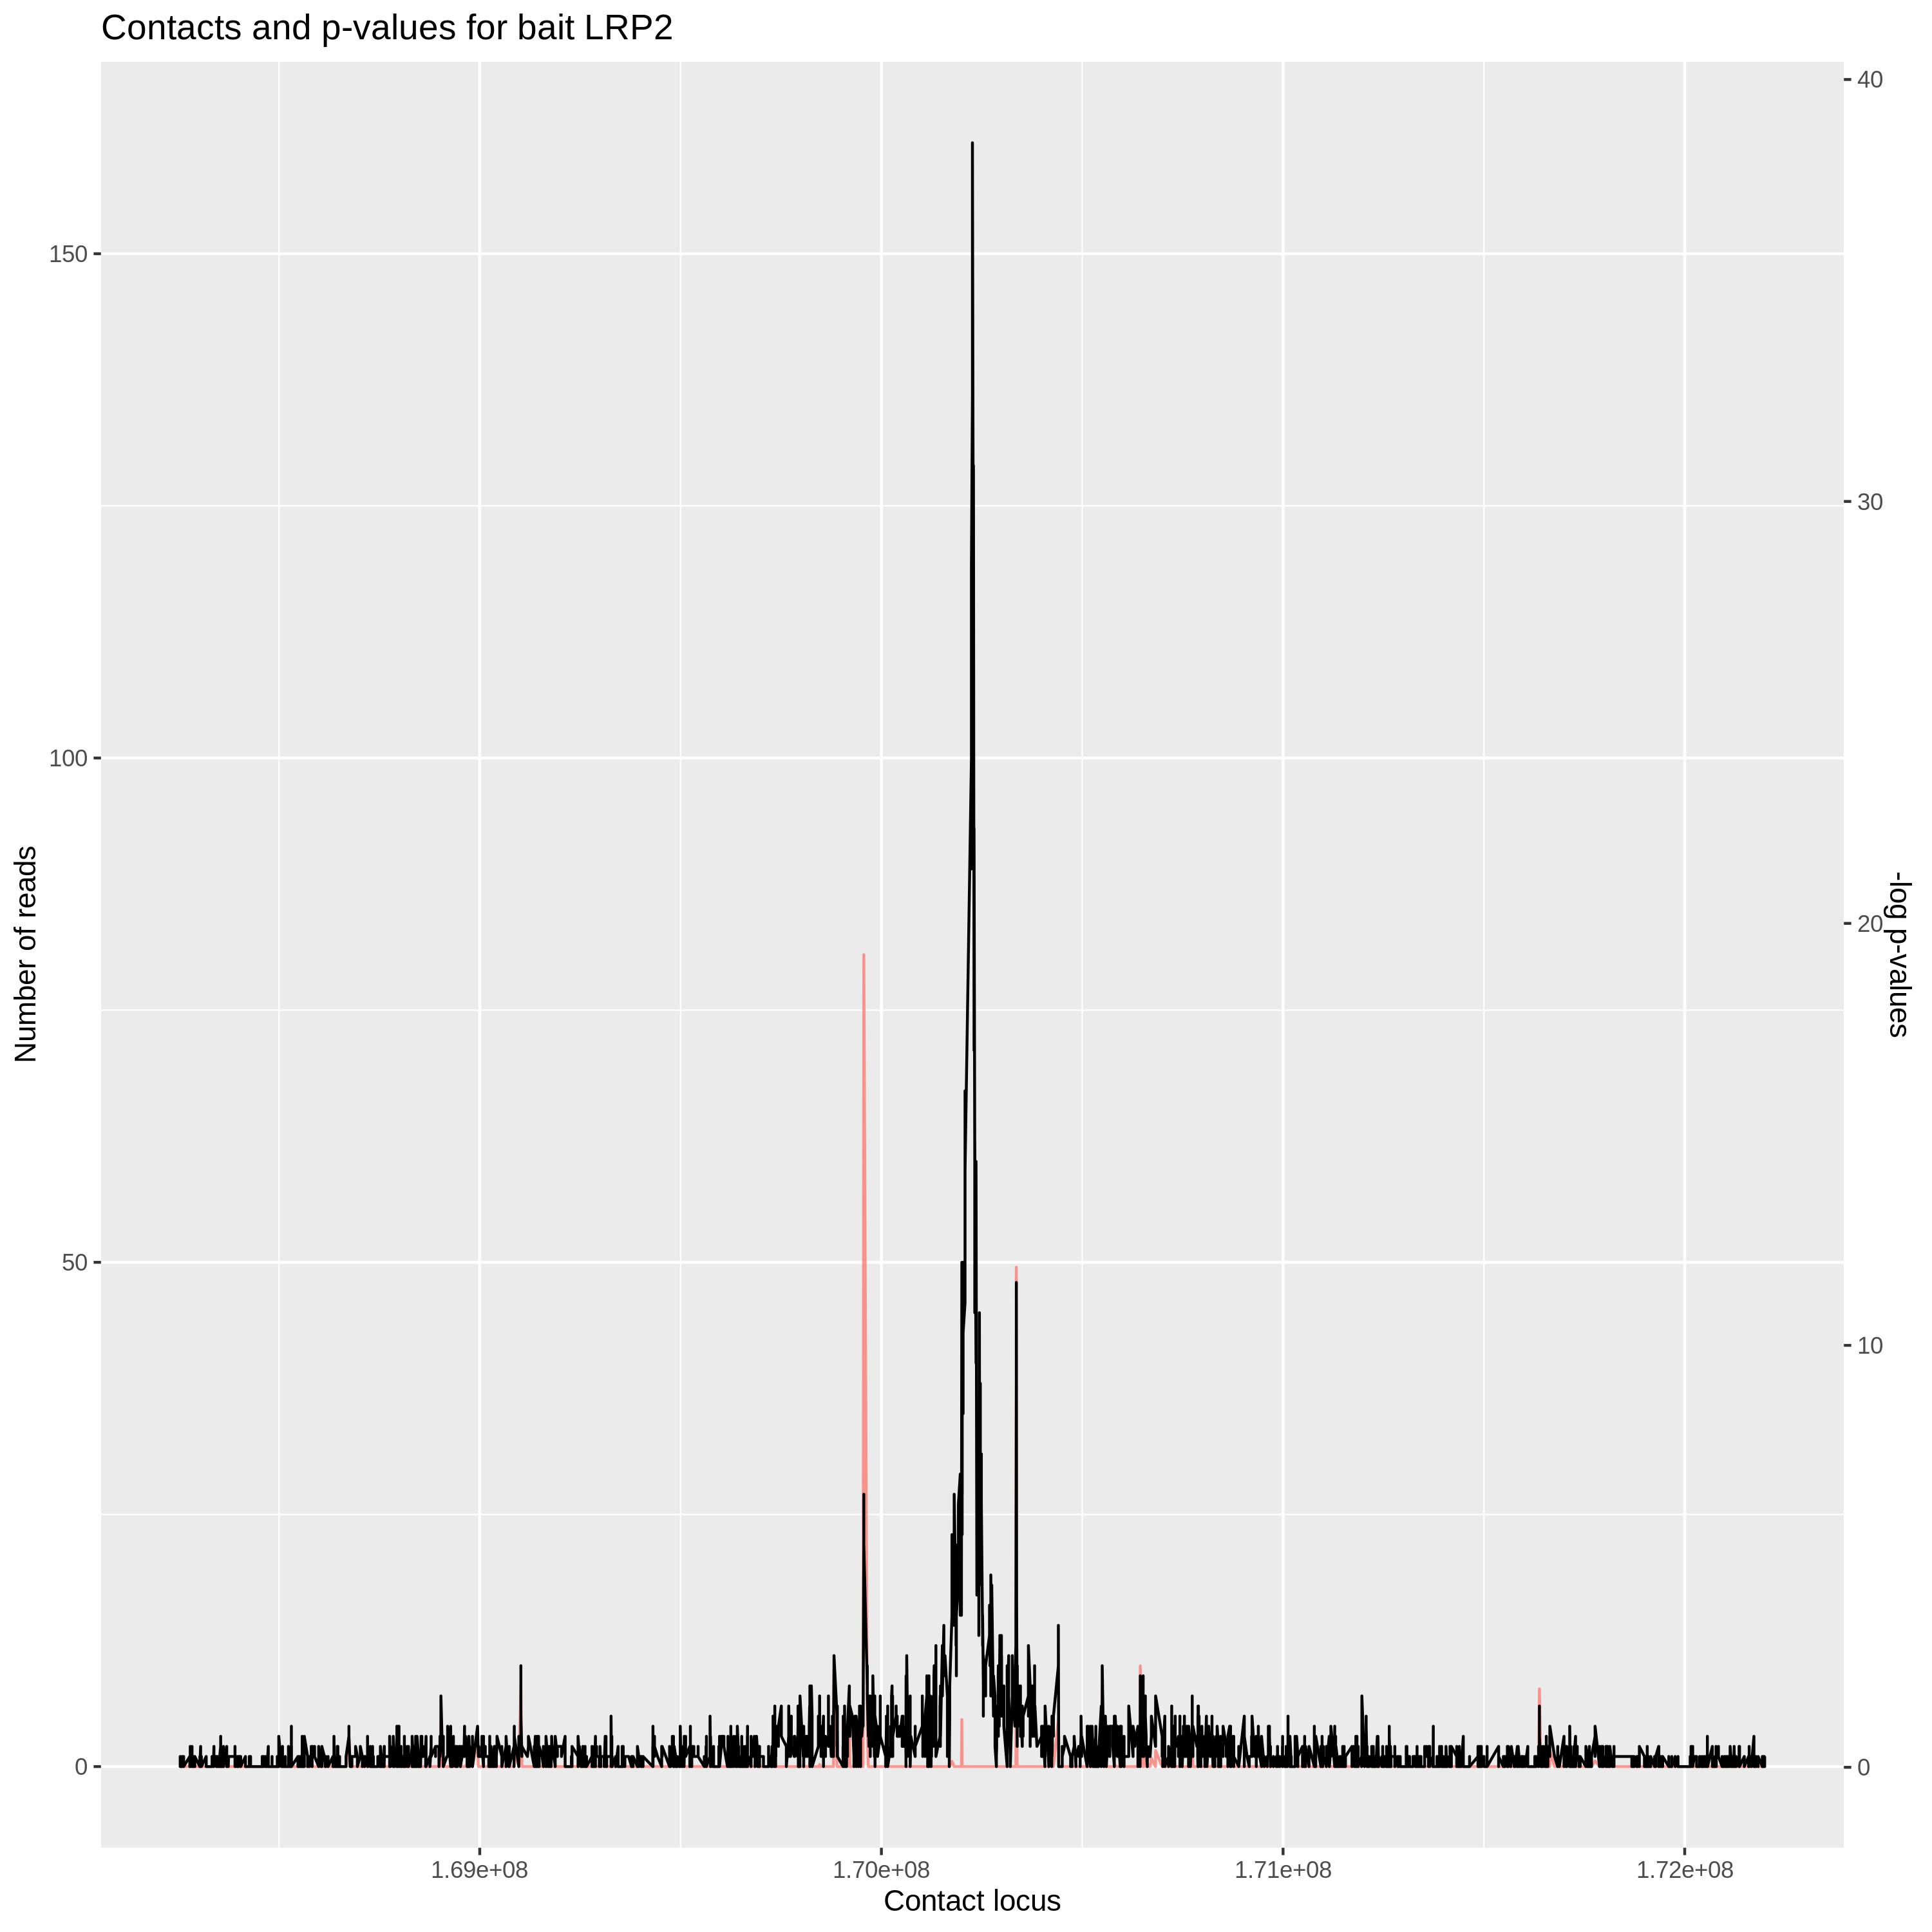 Contacts and p-values for bait LRP2
150
100
50
0
Number of reads
40
30
20
10
0
-log p-values
1.69e+08
1.70e+08
1.71e+08
1.72e+08
Contact locus